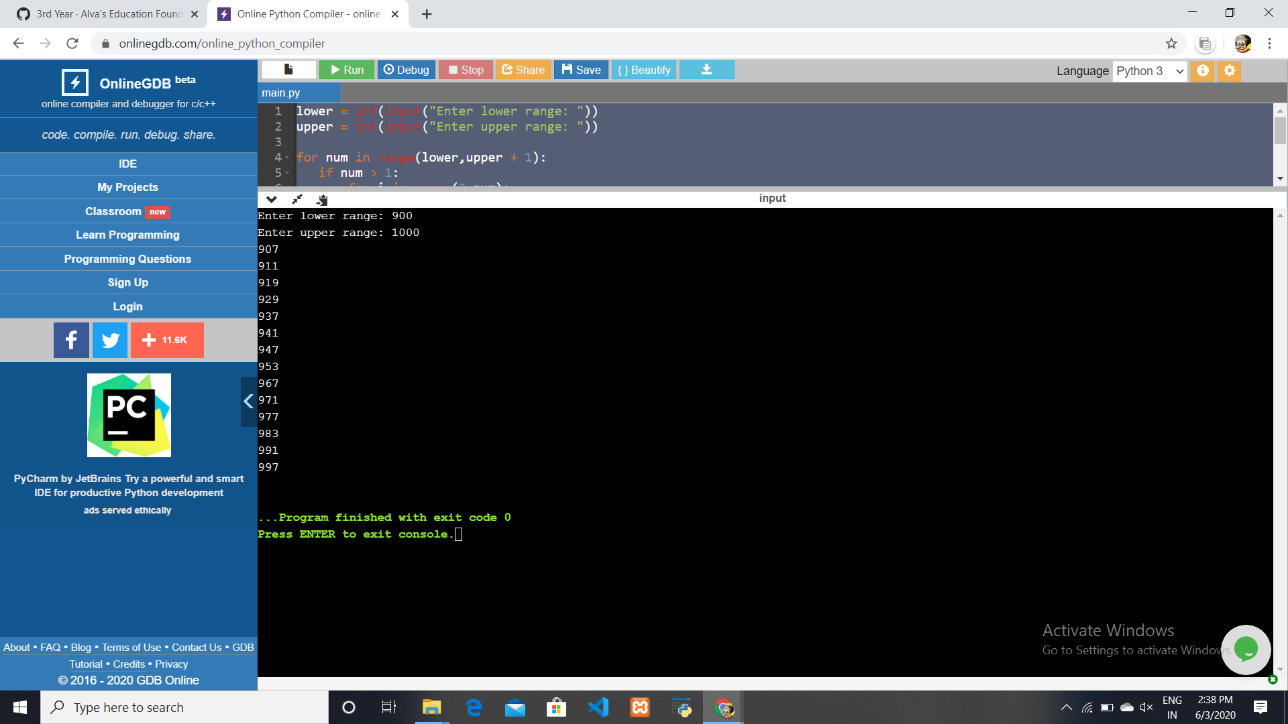 3rd Year - Alva's Education Found
Online Python Compiler - online
onlinegdb.com/online_python_compiler
OnlineGDB beta
online compiler and debugger for c/c++
code. compile. run. debug. share.
IDE
My Projects
Classroom new
Learn Programming
Programming Questions
Sign Up
Login
f
+ 11.6K
PC
PyCharm by JetBrains Try a powerful and smart
IDE for productive Python development
ads served ethically
About • FAQ • Blog • Terms of Use • Contact Us • GDB
Tutorial • Credits • Privacy
© 2016 - 2020 GDB Online
Run Debug Stop Share Save { } Beautify
Language Python 3
main.py
1 lower = int(input("Enter lower range: "))
2 upper = int(input("Enter upper range: "))
3
4 for num in range(lower,upper + 1):
5 if num > 1:
input
Enter lower range: 900
Enter upper range: 1000
907
911
919
929
937
941
947
953
967
971
977
983
991
997
...Program finished with exit code 0
Press ENTER to exit console.
Activate Windows
Go to Settings to activate Windows.
Type here to search
ENG
IN
2:38 PM
6/3/2020